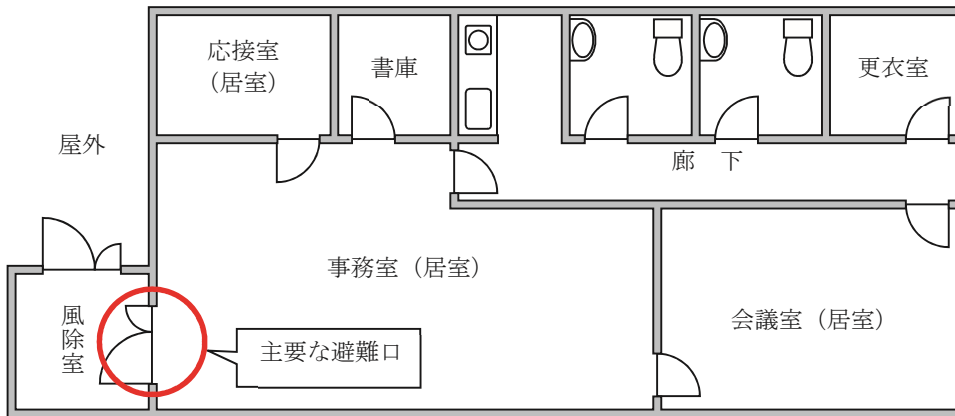 応接室
（居室）
書庫
更衣室
屋外
廊　下
事務室（居室）
風除室
会議室（居室）
主要な避難口